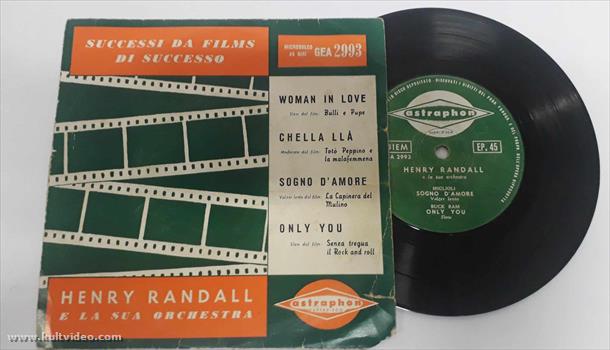 SUCCESSI DA FILMS
DI SUCCESSO
MICROSOLCO
45 GIRI
GEA 2993
WOMAN IN LOVE
Slow dal film: Bulli e Pupe
CHELLA LLÀ
Moderato dal film: Totò Peppino e
la malafemmena
SOGNO D'AMORE
Valzer lento dal film: La Capinera del
Mulino
ONLY YOU
Slow dal film: Senza tregua
il Rock and roll
HENRY RANDALL
E LA SUA ORCHESTRA
astraphon
www.kultvideo.com
astraphon
SIEM
EP. 45
A 2993
HENRY RANDALL
e la sua orchestra
MIGLIOLI
SOGNO D'AMORE
Valzer lento
BUCK RAM
ONLY YOU
Slow